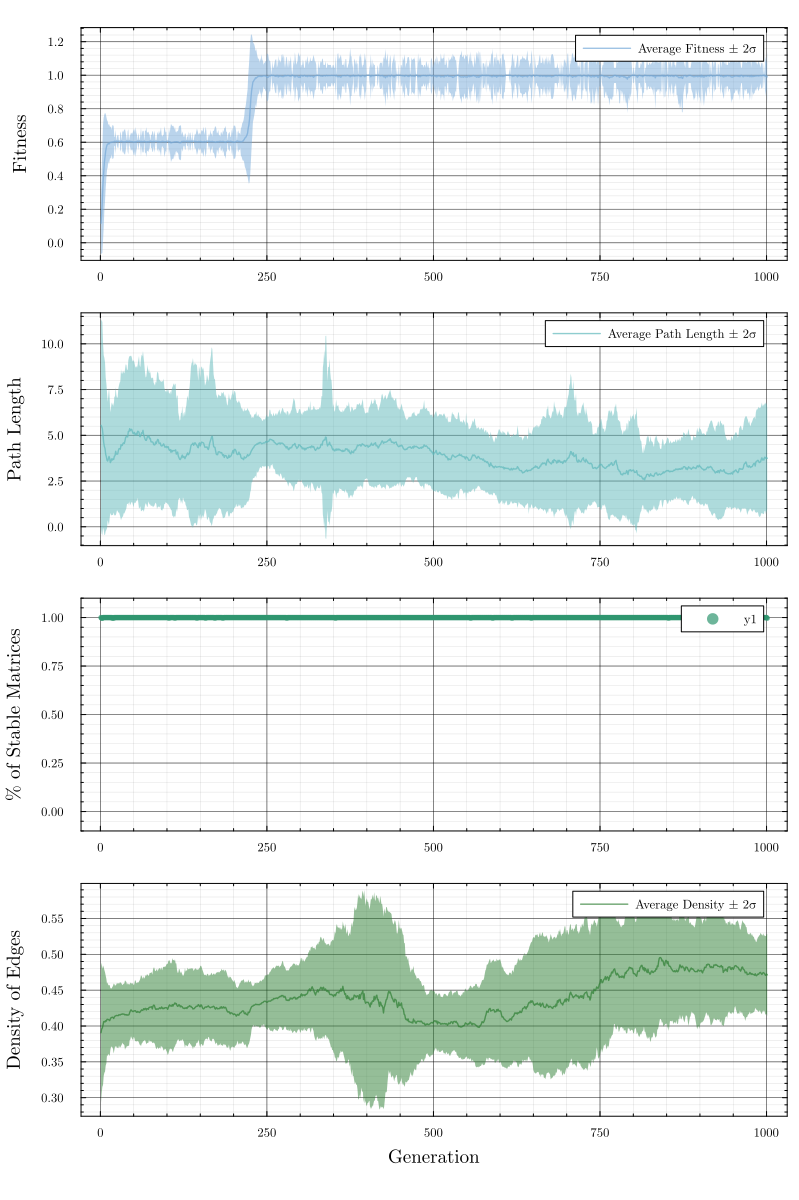 Fitness
1.2
1.0
0.8
0.6
0.4
0.2
0.0
Average Fitness ± 2σ
0 250 500 750 1000
Path Length
10.0
7.5
5.0
2.5
0.0
Average Path Length ± 2σ
0 250 500 750 1000
% of Stable Matrices
1.00
0.75
0.50
0.25
0.00
y1
0 250 500 750 1000
Density of Edges
0.55
0.50
0.45
0.40
0.35
0.30
Average Density ± 2σ
0 250 500 750 1000
Generation